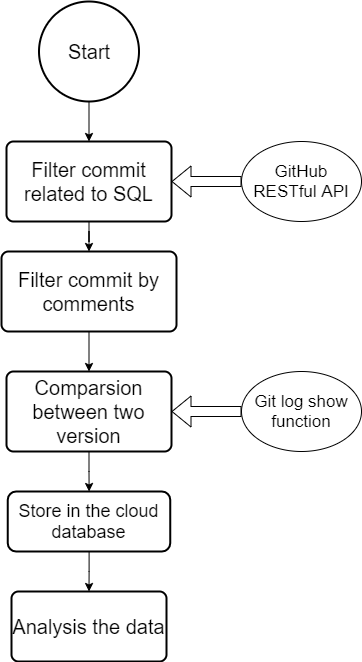 Start
Filter commit
related to SQL
GitHub
RESTful API
Filter commit by
comments
Comparsion
between two
version
Git log show
function
Store in the cloud
database
Analysis the data